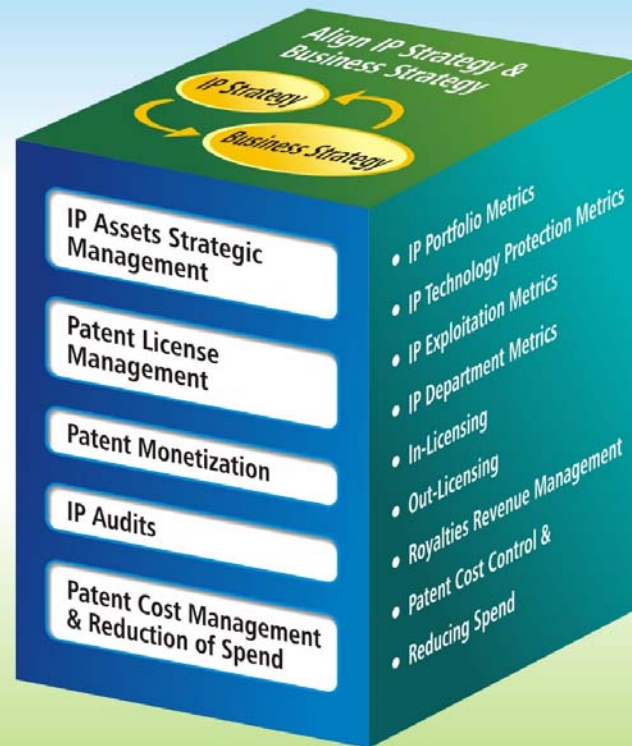 Align IP Strategy &
Business Strategy
IP Strategy
Business Strategy
IP Assets Strategic
Management
Patent License
Management
Patent Monetization
IP Audits
Patent Cost Management
& Reduction of Spend
• IP Portfolio Metrics
• IP Technology Protection Metrics
• IP Exploitation Metrics
• IP Department Metrics
• In-Licensing
• Out-Licensing
• Royalties Revenue Management
• Patent Cost Control &
• Reducing Spend